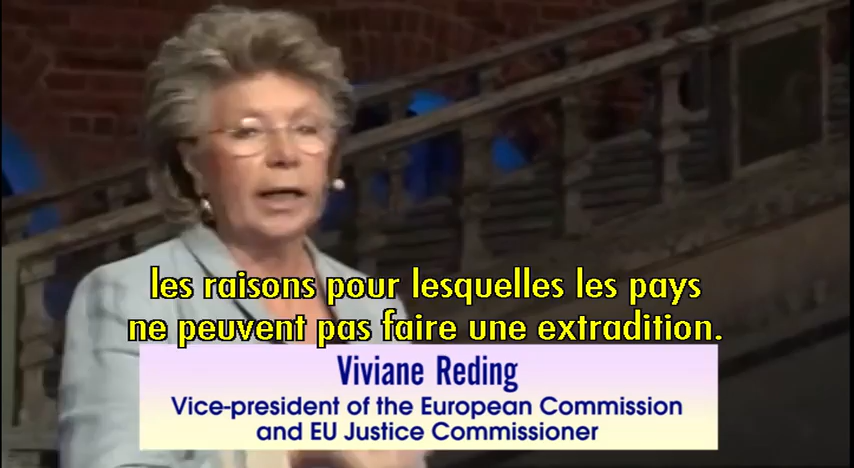 les raisons pour lesquelles les pays
ne peuvent pas faire une extradition.
Viviane Reding
Vice-president of the European Commission
and EU Justice Commissioner